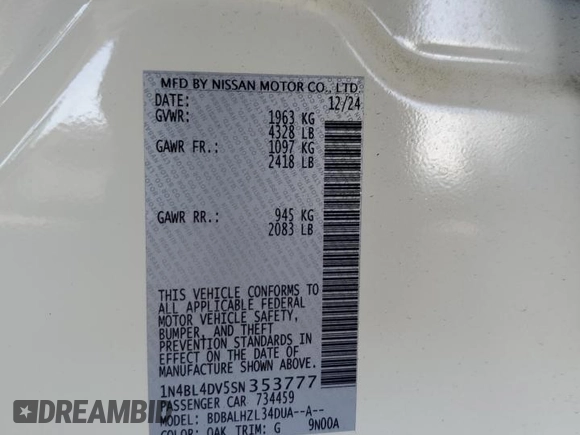 MFD BY NISSAN MOTOR CO., LTD.
DATE: 12/24
GVWR: 1963 KG
4328 LB
GAWR FR.: 1097 KG
2418 LB
GAWR RR.: 945 KG
2083 LB
THIS VEHICLE CONFORMS TO
ALL APPLICABLE FEDERAL
MOTOR VEHICLE SAFETY,
BUMPER, AND THEFT
PREVENTION STANDARDS IN
EFFECT ON THE DATE OF
MANUFACTURE SHOWN ABOVE.
1N4BL4DV5SN353777
PASSENGER CAR 734459
MODEL: BDBALHZL34DUA--A--
COLOR: QAK TRIM: G 9N00A
DREAMBID